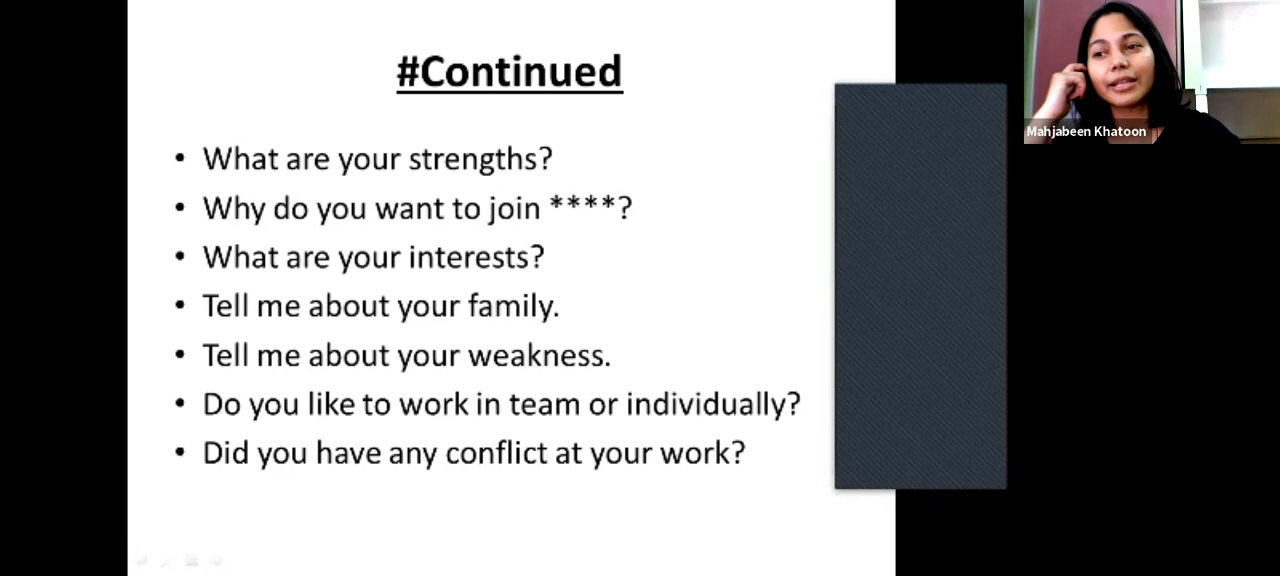 #Continued
• What are your strengths?
• Why do you want to join ****?
• What are your interests?
• Tell me about your family.
• Tell me about your weakness.
• Do you like to work in team or individually?
• Did you have any conflict at your work?
Mahjabeen Khatoon